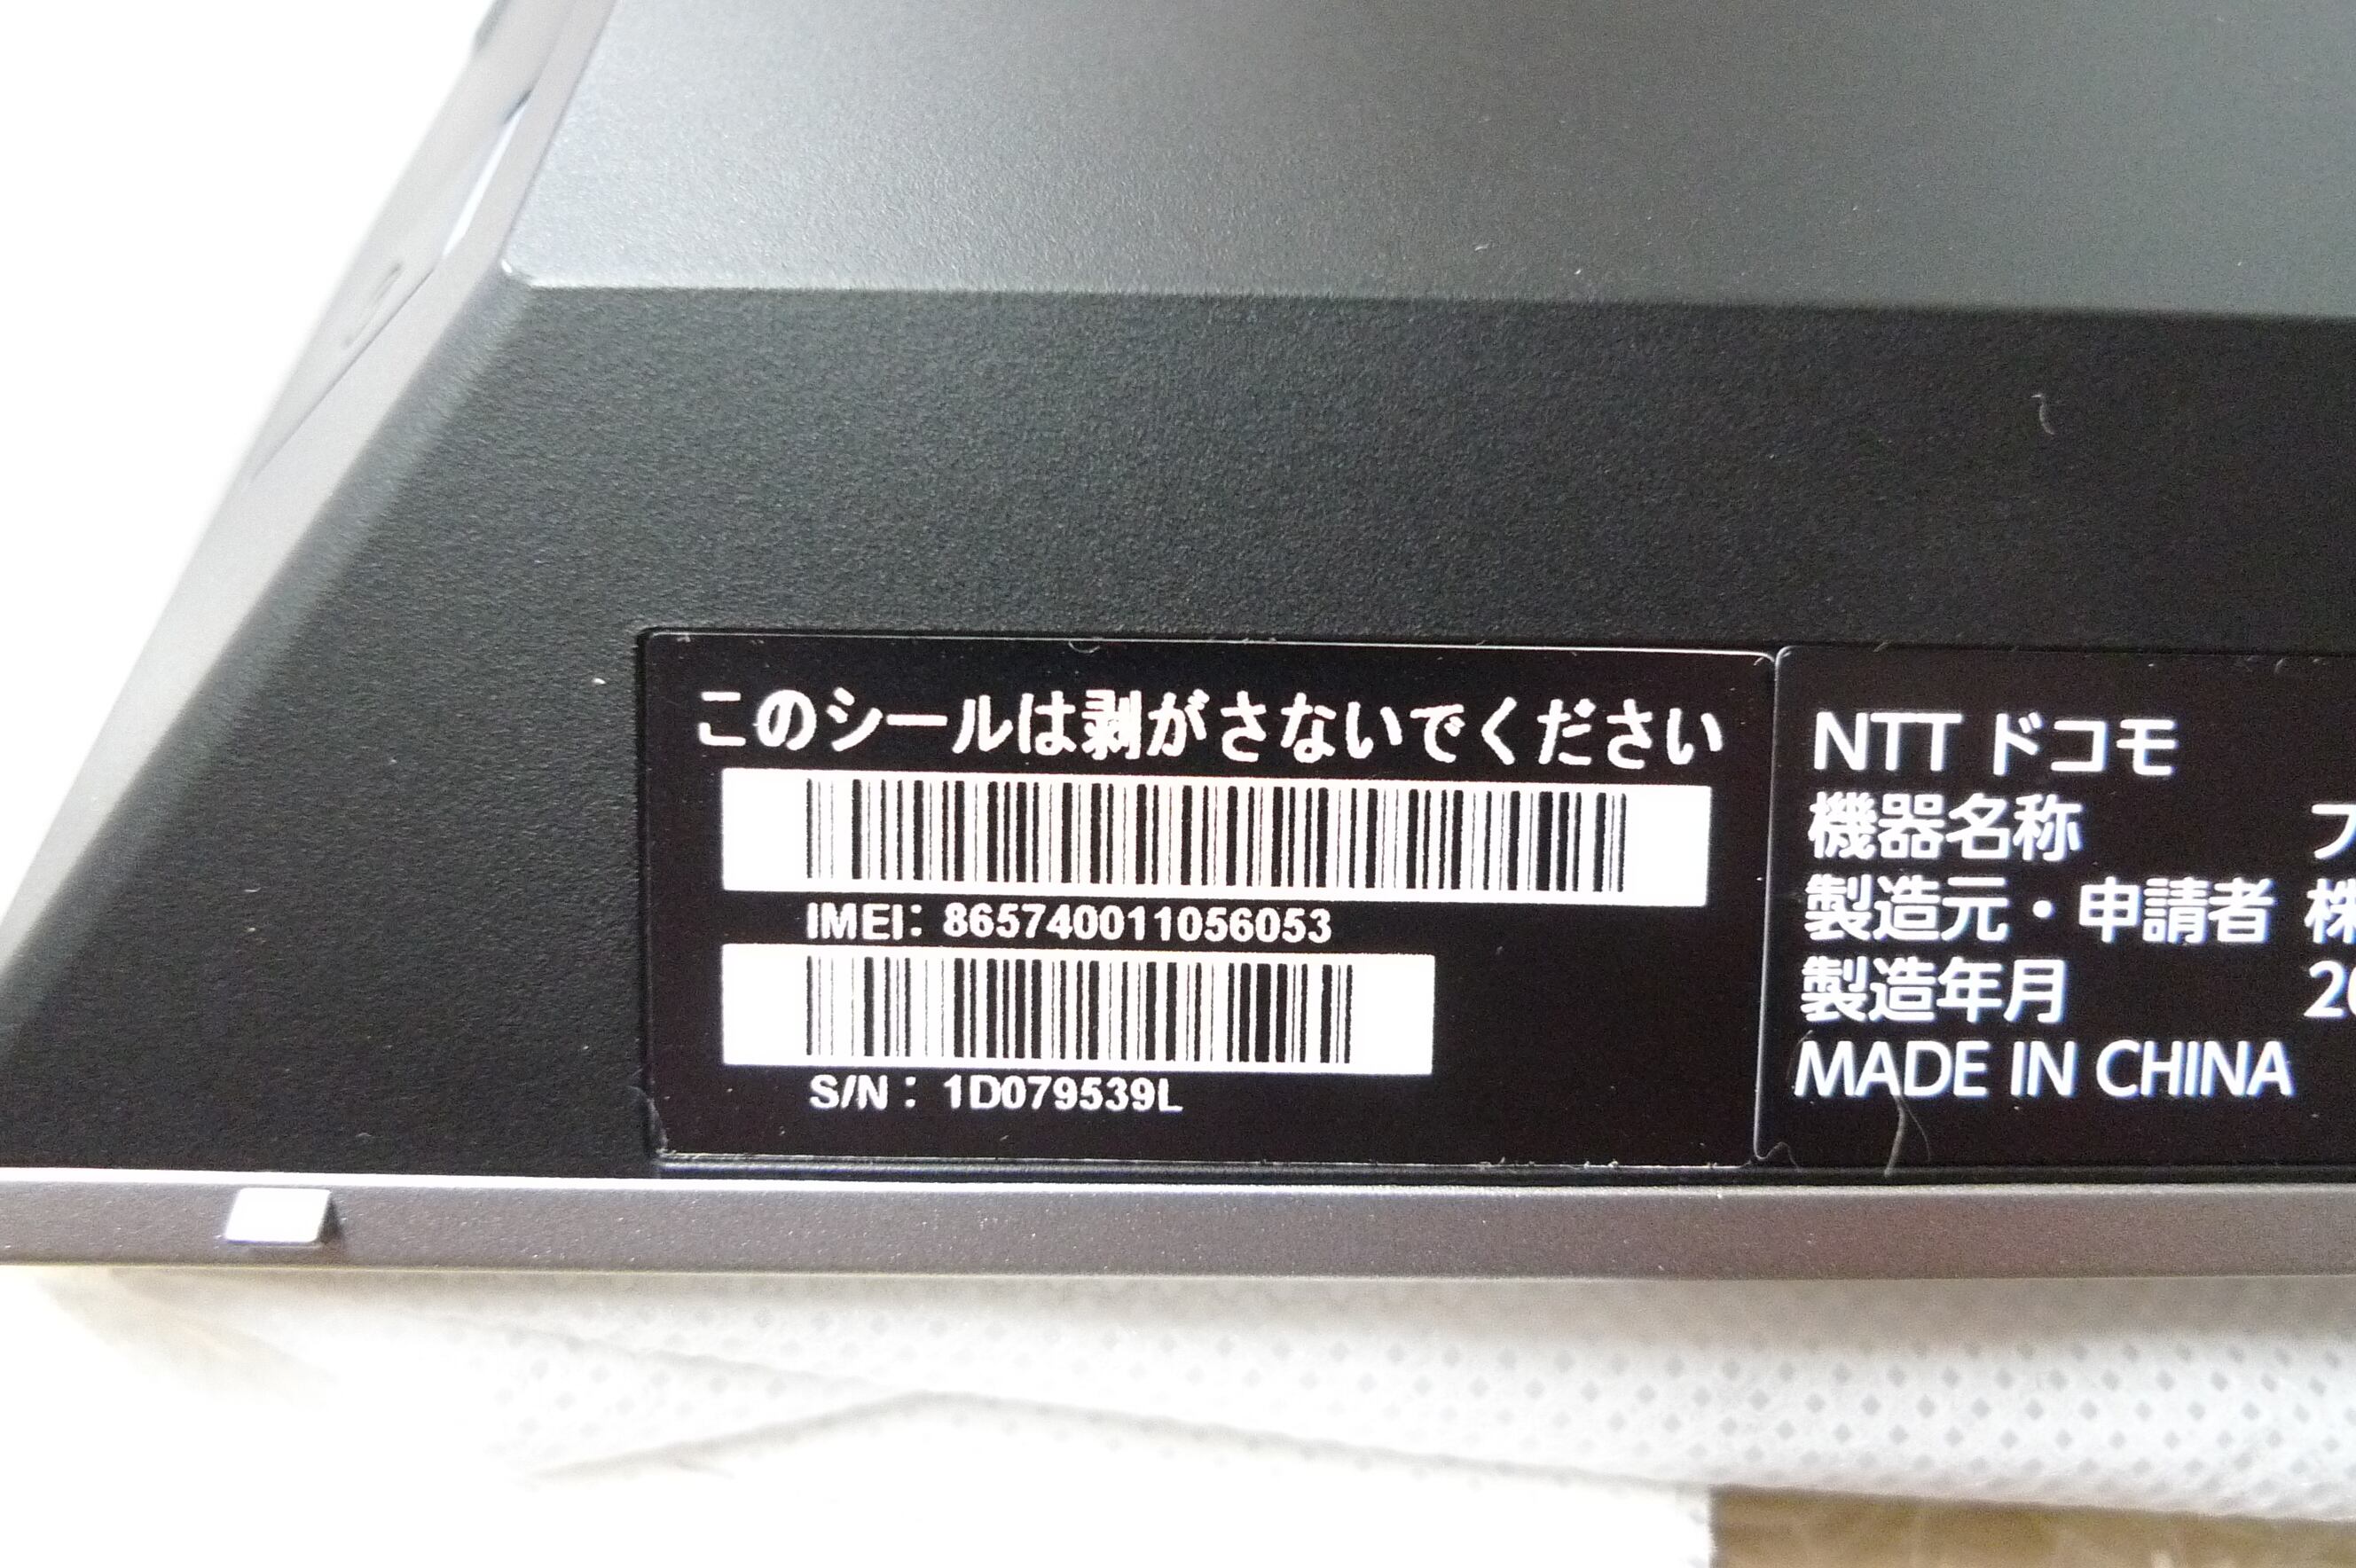 このシールは剥がさないでください
IMEI: 865740011056053
S/N : 1D079539L
NTT ドコモ
機器名称
製造元・申請者 株
製造年月
MADE IN CHINA